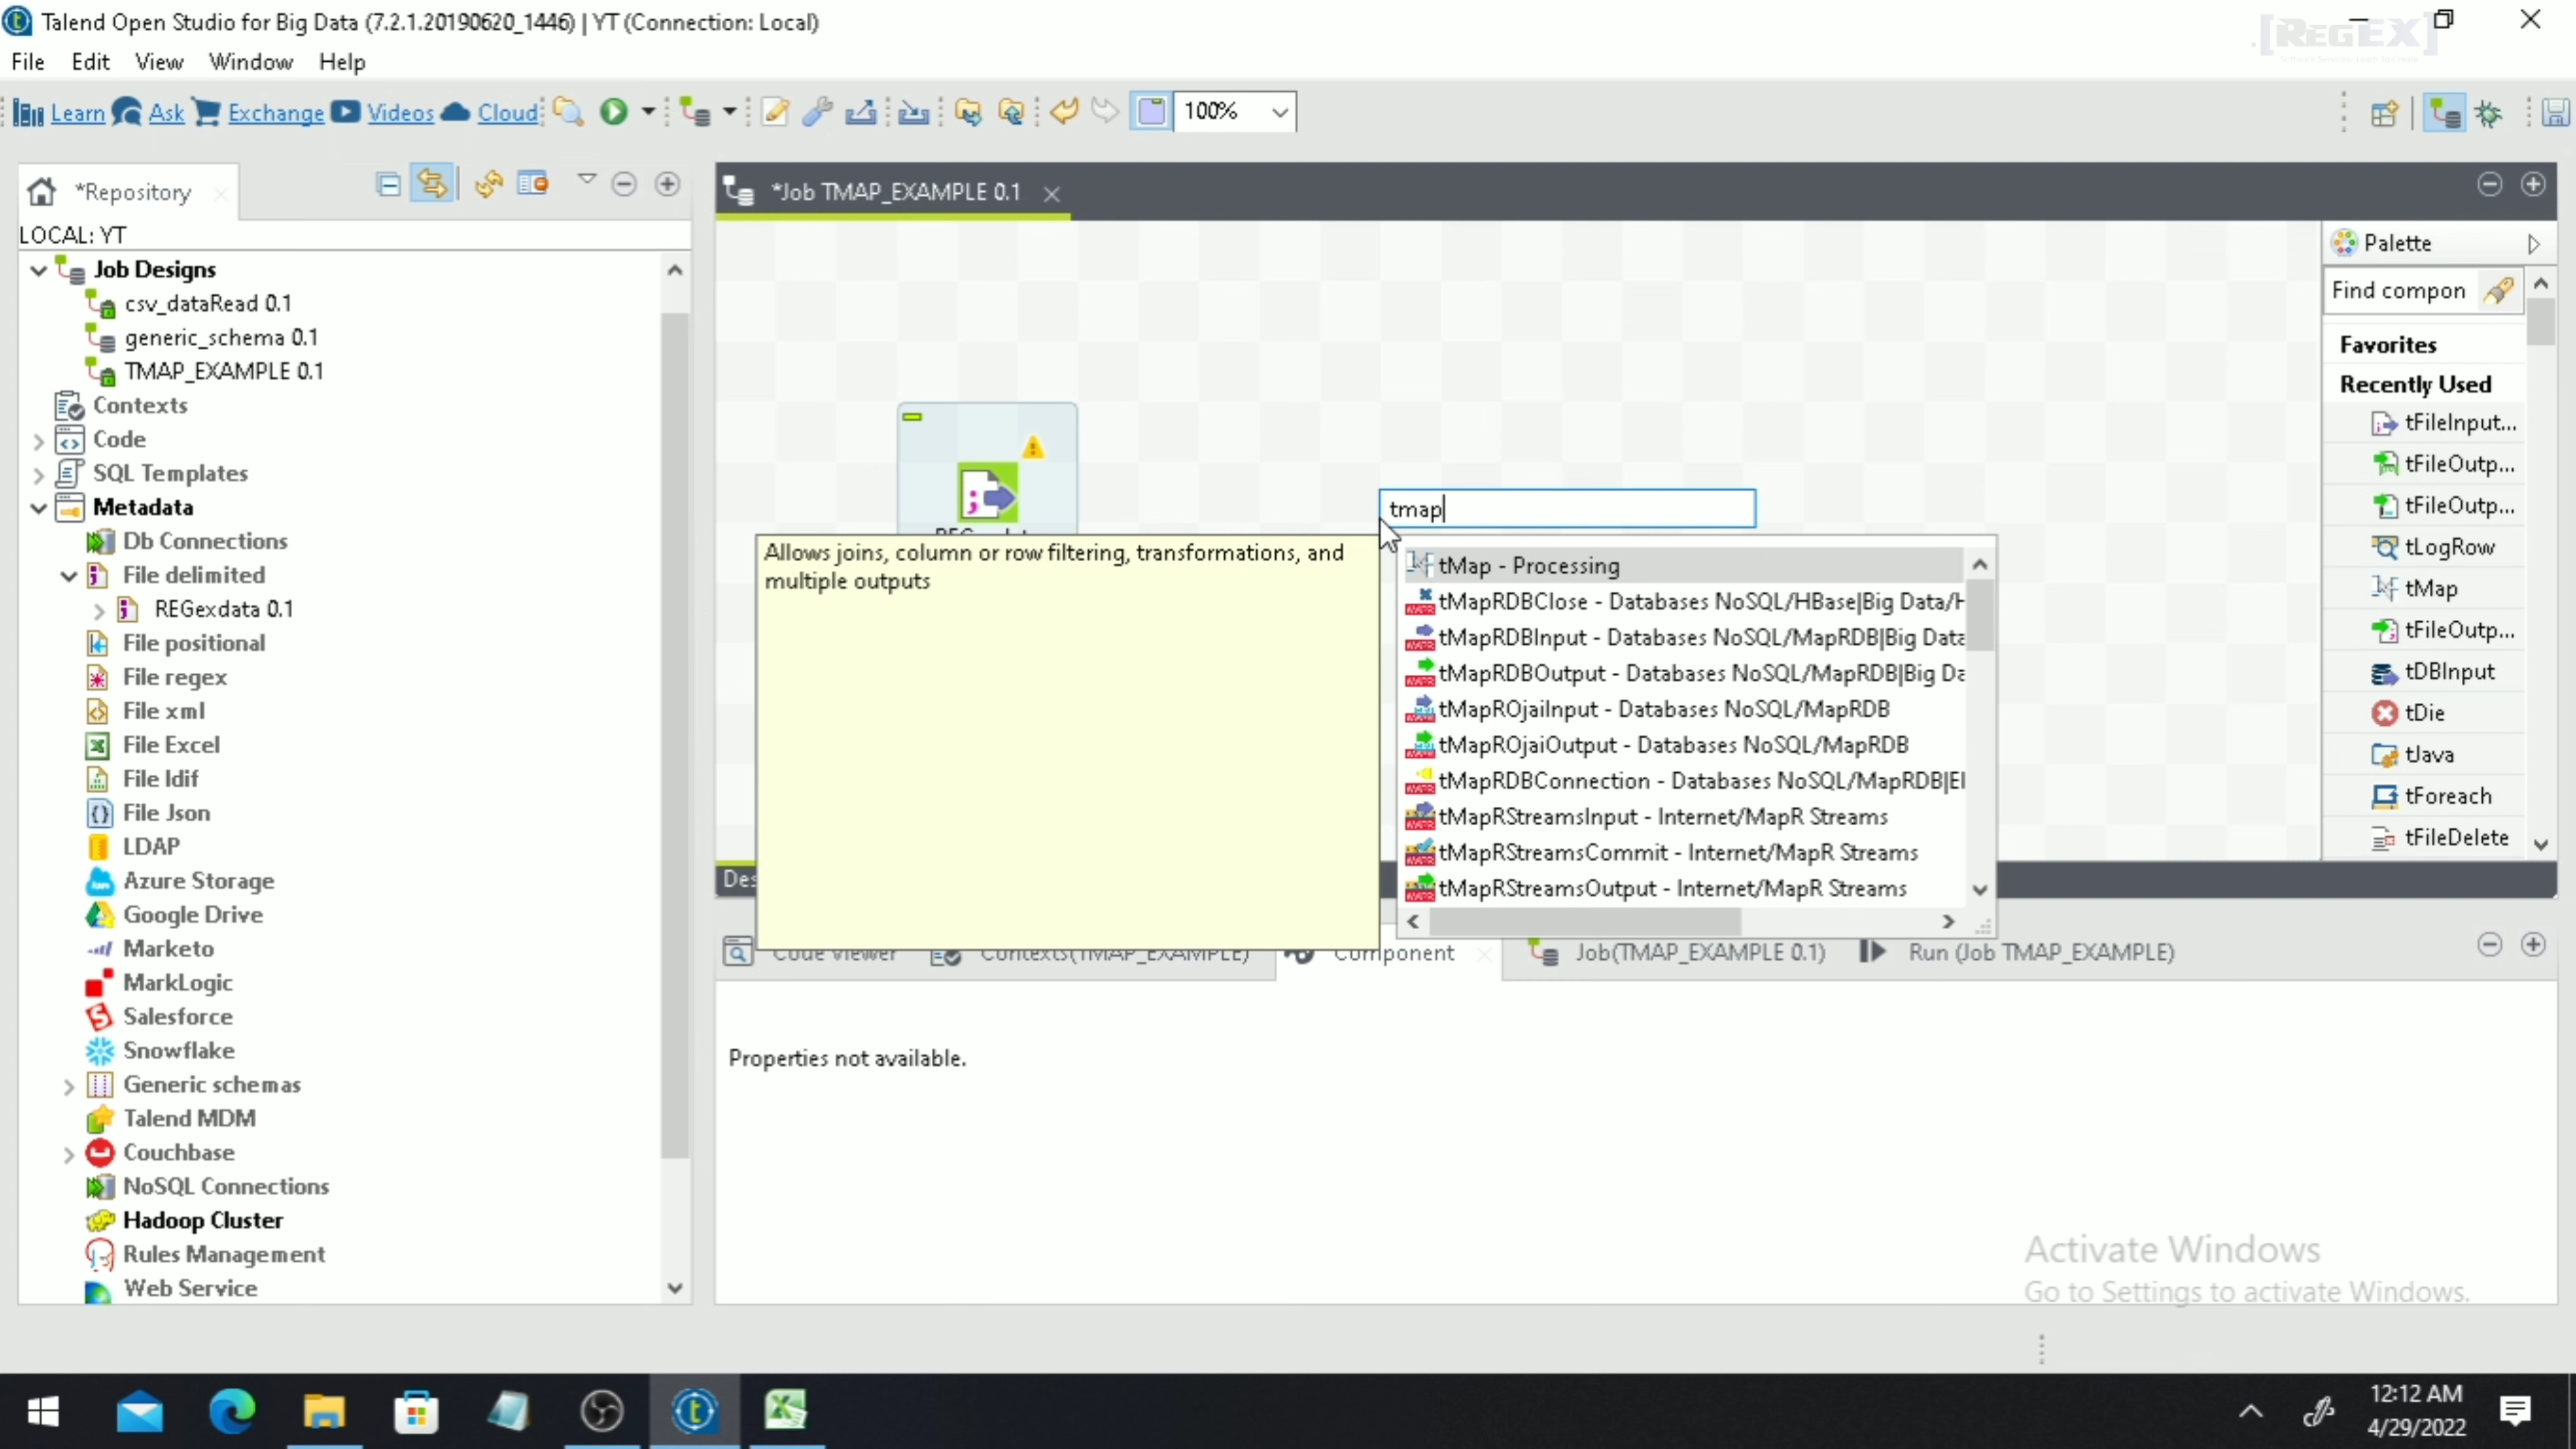 Talend Open Studio for Big Data (7.2.1.20190620_1446) | YT (Connection: Local)
[REGEX]
File Edit View Window Help
Learn Ask Exchange Videos Cloud 100%
*Repository
LOCAL: YT
Job Designs
csv_dataRead 0.1
generic_schema 0.1
TMAP_EXAMPLE 0.1
Contexts
Code
SQL Templates
Metadata
Db Connections
File delimited
REGexdata 0.1
File positional
File regex
File xml
File Excel
File ldif
File Json
LDAP
Azure Storage
Google Drive
Marketo
MarkLogic
Salesforce
Snowflake
Generic schemas
Talend MDM
Couchbase
NoSQL Connections
Hadoop Cluster
Rules Management
Web Service
*Job TMAP_EXAMPLE 0.1
tmap
Allows joins, column or row filtering, transformations, and
multiple outputs
tMap - Processing
tMapRDBClose - Databases NoSQL/HBase|Big Data/H
tMapRDBInput - Databases NoSQL/MapRDB|Big Data
tMapRDBOutput - Databases NoSQL/MapRDB|Big Da
tMapROjaiInput - Databases NoSQL/MapRDB
tMapROjaiOutput - Databases NoSQL/MapRDB
tMapRDBConnection - Databases NoSQL/MapRDB|El
tMapRStreamsInput - Internet/MapR Streams
tMapRStreamsCommit - Internet/MapR Streams
tMapRStreamsOutput - Internet/MapR Streams
Palette
Find compon
Favorites
Recently Used
tFileInput...
tFileOutp...
tFileOutp...
tLogRow
tMap
tFileOutp...
tDBInput
tDie
tJava
tForeach
tFileDelete
Des
Code Viewer Contexts(TMAP_EXAMPLE) Component Job(TMAP_EXAMPLE 0.1) Run (Job TMAP_EXAMPLE)
Properties not available.
Activate Windows
Go to Settings to activate Windows.
12:12 AM
4/29/2022